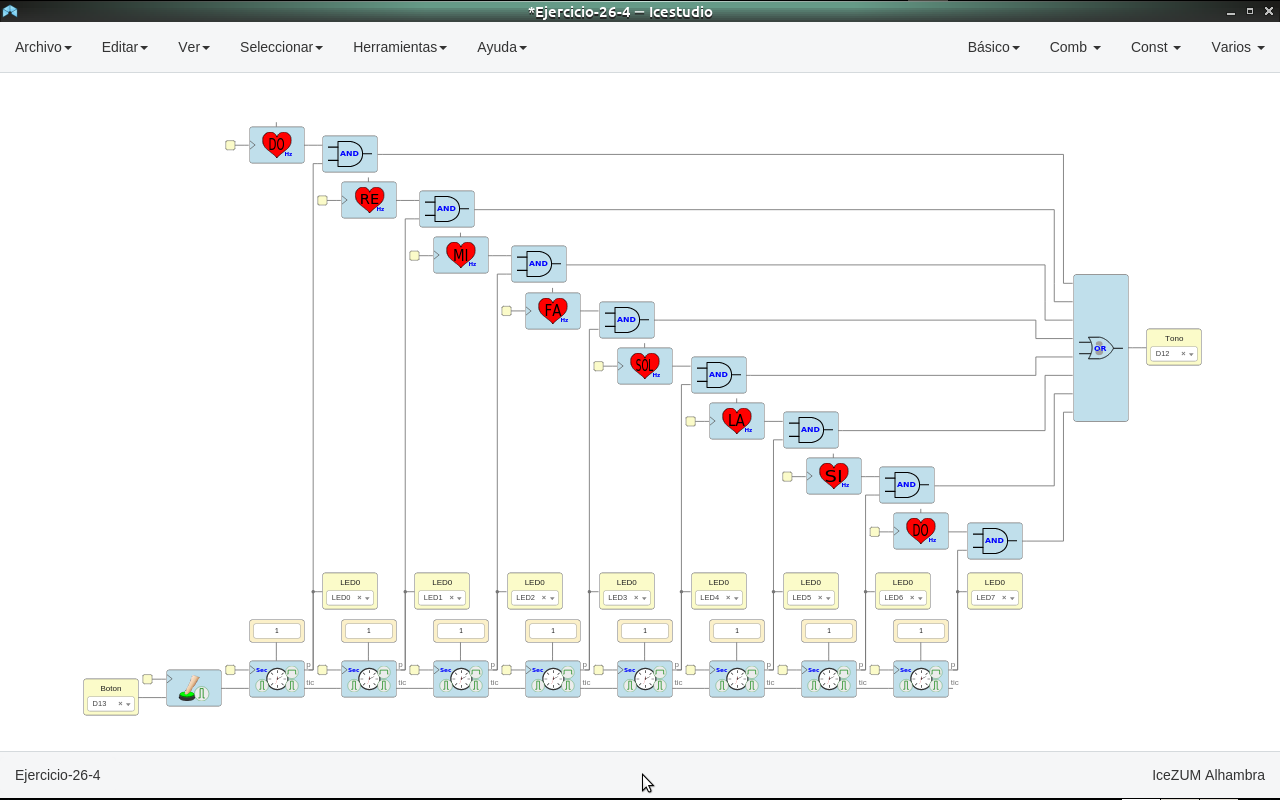 *Ejercicio-26-4 – Icestudio
Archivo Editar Ver Seleccionar Herramientas Ayuda Básico Comb Const Varios
DO Hz AND
RE Hz AND
MI Hz AND
FA Hz AND
SOL Hz AND
OR
Tono
D12
LA Hz AND
SI Hz AND
DO Hz AND
LED0 LED0 LED0 LED0 LED0 LED0 LED0 LED0
LED0 LED1 LED2 LED3 LED4 LED5 LED6 LED7
1 1 1 1 1 1 1 1
Sec p Sec p Sec p Sec p Sec p Sec p Sec p Sec p
tic tic tic tic tic tic tic tic
Boton
D13
Ejercicio-26-4 IceZUM Alhambra